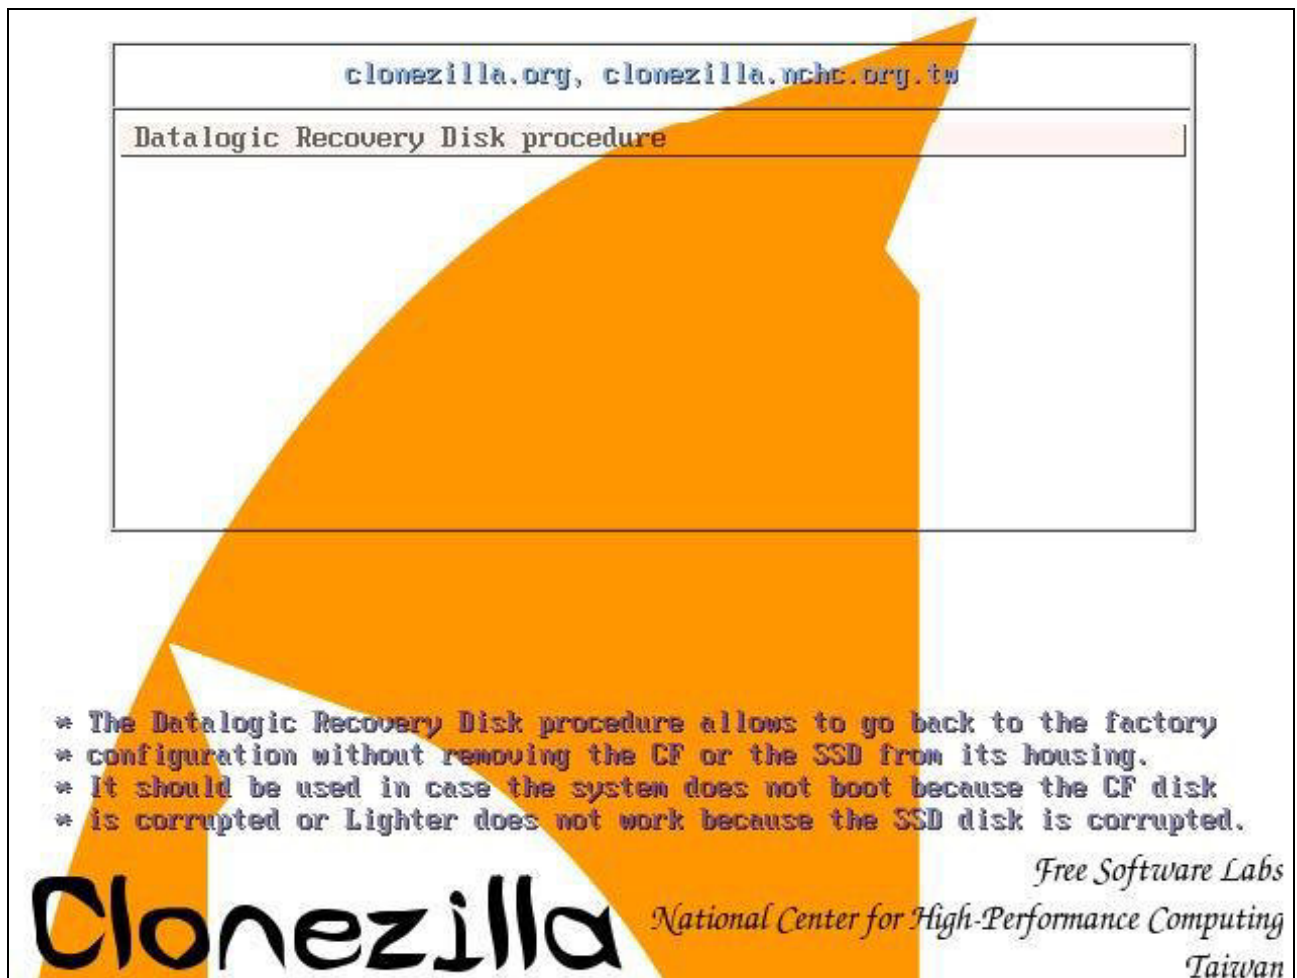 clonezilla.org, clonezilla.nchc.org.tw
Datalogic Recovery Disk procedure
* The Datalogic Recovery Disk procedure allows to go back to the factory
* configuration without removing the CF or the SSD from its housing.
* It should be used in case the system does not boot because the CF disk
* is corrupted or Lighter does not work because the SSD disk is corrupted.
Free Software Labs
Clonezilla National Center for High-Performance Computing
Taiwan